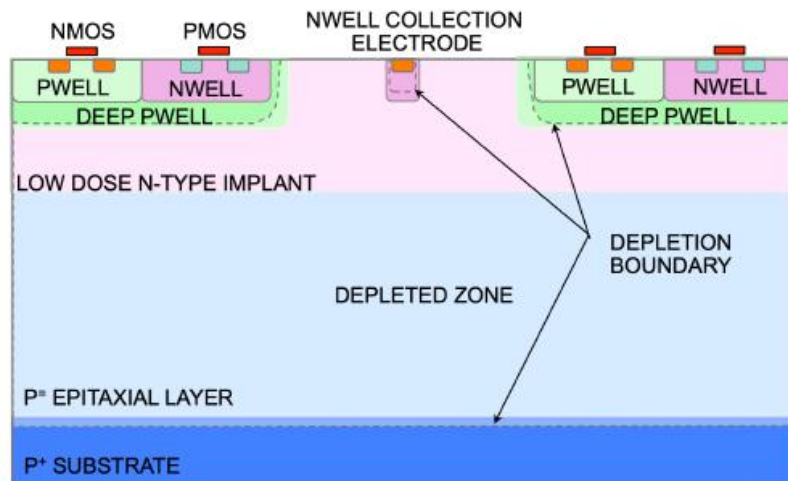 NMOS
PMOS
NWELL COLLECTION
ELECTRODE
PWELL
NWELL
PWELL
NWELL
DEEP PWELL
DEEP PWELL
LOW DOSE N-TYPE IMPLANT
DEPLETION
BOUNDARY
DEPLETED ZONE
P⁼ EPITAXIAL LAYER
P⁺ SUBSTRATE